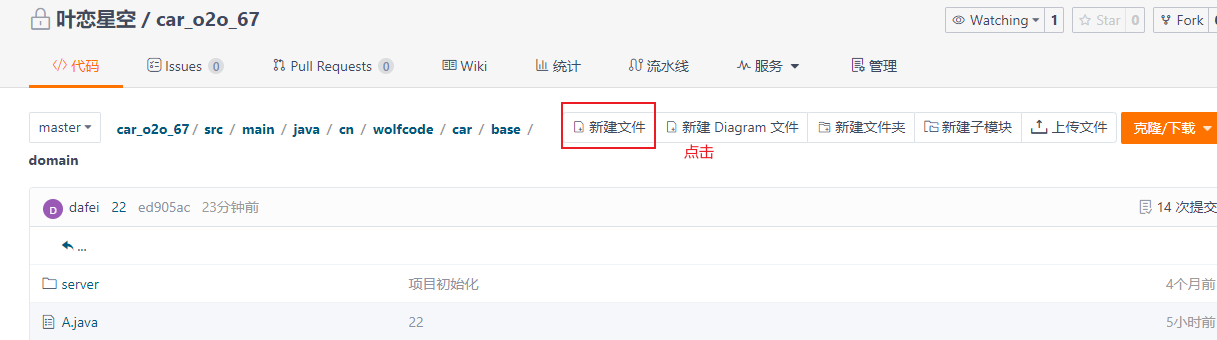 叶恋星空 / car_o2o_67 Watching 1 Star 0 Fork
代码 Issues 0 Pull Requests 0 Wiki 统计 流水线 服务 管理
master car_o2o_67 / src / main / java / cn / wolfcode / car / base / 新建文件 新建 Diagram 文件 新建文件夹 新建子模块 上传文件 克隆/下载
点击
domain
D dafei 22 ed905ac 23分钟前 14 次提交
...
server 项目初始化 4个月前
A.java 22 5小时前